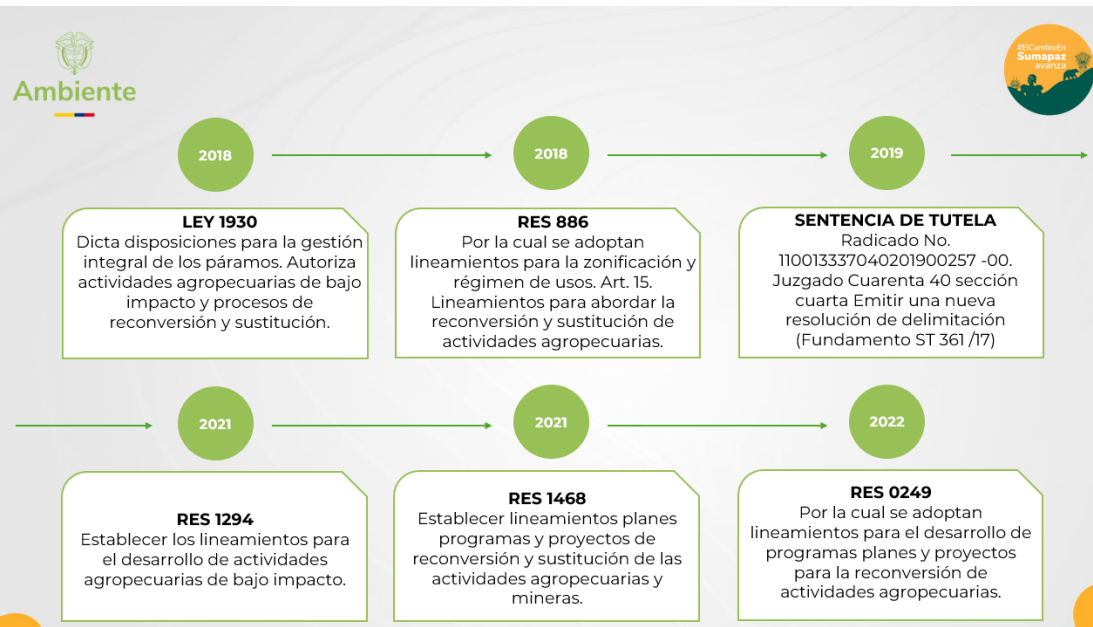 Ambiente
#ElCambioEn
Sumapaz
avanza
2018
2018
2019
LEY 1930
Dicta disposiciones para la gestión
integral de los páramos. Autoriza
actividades agropecuarias de bajo
impacto y procesos de
reconversión y sustitución.
RES 886
Por la cual se adoptan
lineamientos para la zonificación y
régimen de usos. Art. 15.
Lineamientos para abordar la
reconversión y sustitución de
actividades agropecuarias.
SENTENCIA DE TUTELA
Radicado No.
110013337040201900257 -00.
Juzgado Cuarenta 40 sección
cuarta Emitir una nueva
resolución de delimitación
(Fundamento ST 361 /17)
2021
2021
2022
RES 1294
Establecer los lineamientos para
el desarrollo de actividades
agropecuarias de bajo impacto.
RES 1468
Establecer lineamientos planes
programas y proyectos de
reconversión y sustitución de las
actividades agropecuarias y
mineras.
RES 0249
Por la cual se adoptan
lineamientos para el desarrollo de
programas planes y proyectos
para la reconversión de
actividades agropecuarias.